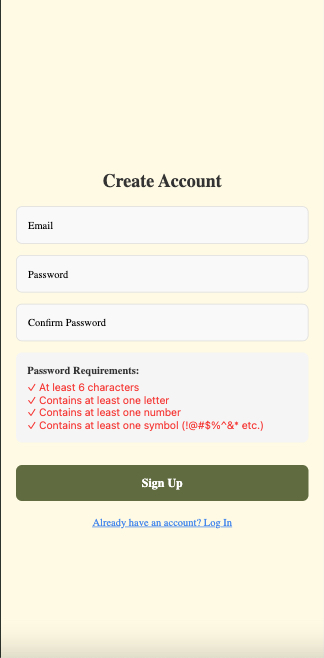 Create Account
Email
Password
Confirm Password
Password Requirements:
✓ At least 6 characters
✓ Contains at least one letter
✓ Contains at least one number
✓ Contains at least one symbol (!@#$%^&* etc.)
Sign Up
Already have an account? Log In